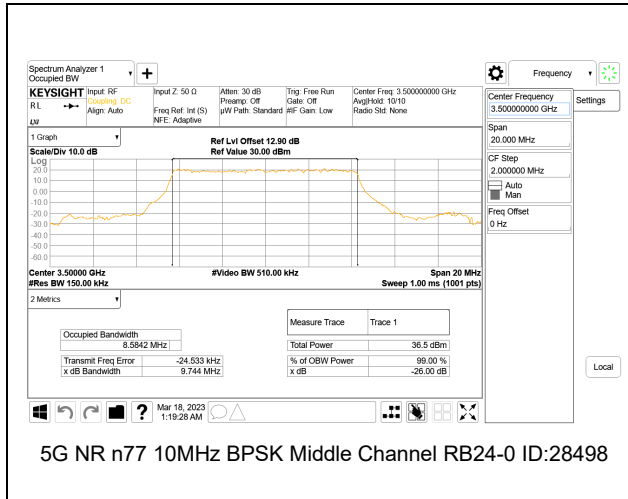 Spectrum Analyzer 1
Occupied BW
+
Frequency
KEYSIGHT
RL
LXI
Input: RF
Coupling: DC
Align: Auto
Input Z: 50 Ω
Freq Ref: Int (S)
NFE: Adaptive
Atten: 30 dB
Preamp: Off
µW Path: Standard
Trig: Free Run
Gate: Off
#IF Gain: Low
Center Freq: 3.500000000 GHz
Avg|Hold: 10/10
Radio Std: None
Center Frequency
3.500000000 GHz
Settings
Span
20.000 MHz
CF Step
2.000000 MHz
Auto
Man
Freq Offset
0 Hz
Local
1 Graph
Scale/Div 10.0 dB
Ref Lvl Offset 12.90 dB
Ref Value 30.00 dBm
Log
20.0
10.0
0.00
-10.0
-20.0
-30.0
-40.0
-50.0
-60.0
Center 3.50000 GHz
#Video BW 510.00 kHz
Span 20 MHz
#Res BW 150.00 kHz
Sweep 1.00 ms (1001 pts)
2 Metrics
Occupied Bandwidth
8.5842 MHz
Transmit Freq Error -24.533 kHz
x dB Bandwidth 9.744 MHz
Measure Trace Trace 1
Total Power 36.5 dBm
% of OBW Power 99.00 %
x dB -26.00 dB
?
Mar 18, 2023
1:19:28 AM
5G NR n77 10MHz BPSK Middle Channel RB24-0 ID:28498